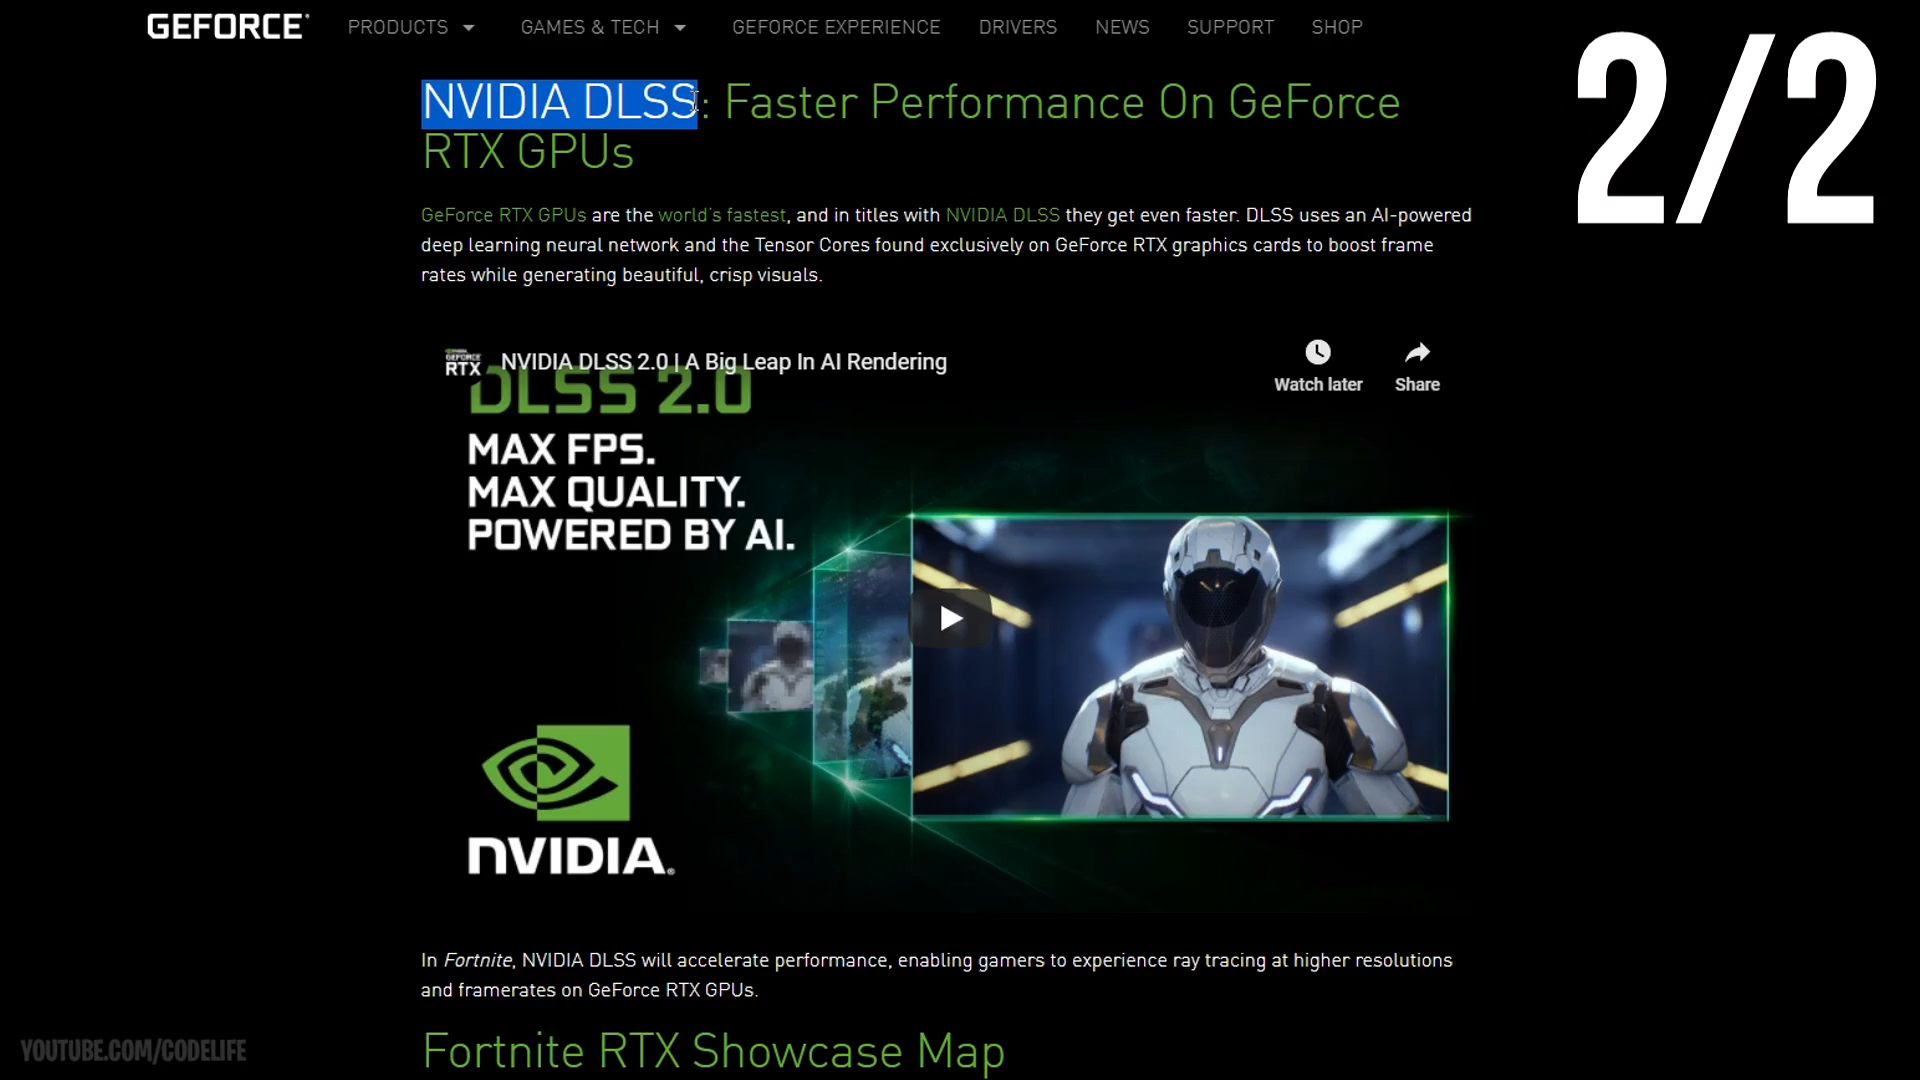 GEFORCE PRODUCTS GAMES & TECH GEFORCE EXPERIENCE DRIVERS NEWS SUPPORT SHOP
2/2
NVIDIA DLSS: Faster Performance On GeForce
RTX GPUs
GeForce RTX GPUs are the world's fastest, and in titles with NVIDIA DLSS they get even faster. DLSS uses an AI-powered
deep learning neural network and the Tensor Cores found exclusively on GeForce RTX graphics cards to boost frame
rates while generating beautiful, crisp visuals.
GEFORCE
RTX
NVIDIA DLSS 2.0 | A Big Leap In AI Rendering
Watch later
Share
DLSS 2.0
MAX FPS.
MAX QUALITY.
POWERED BY AI.
NVIDIA.
In Fortnite, NVIDIA DLSS will accelerate performance, enabling gamers to experience ray tracing at higher resolutions
and framerates on GeForce RTX GPUs.
Fortnite RTX Showcase Map
YOUTUBE.COM/CODELIFE